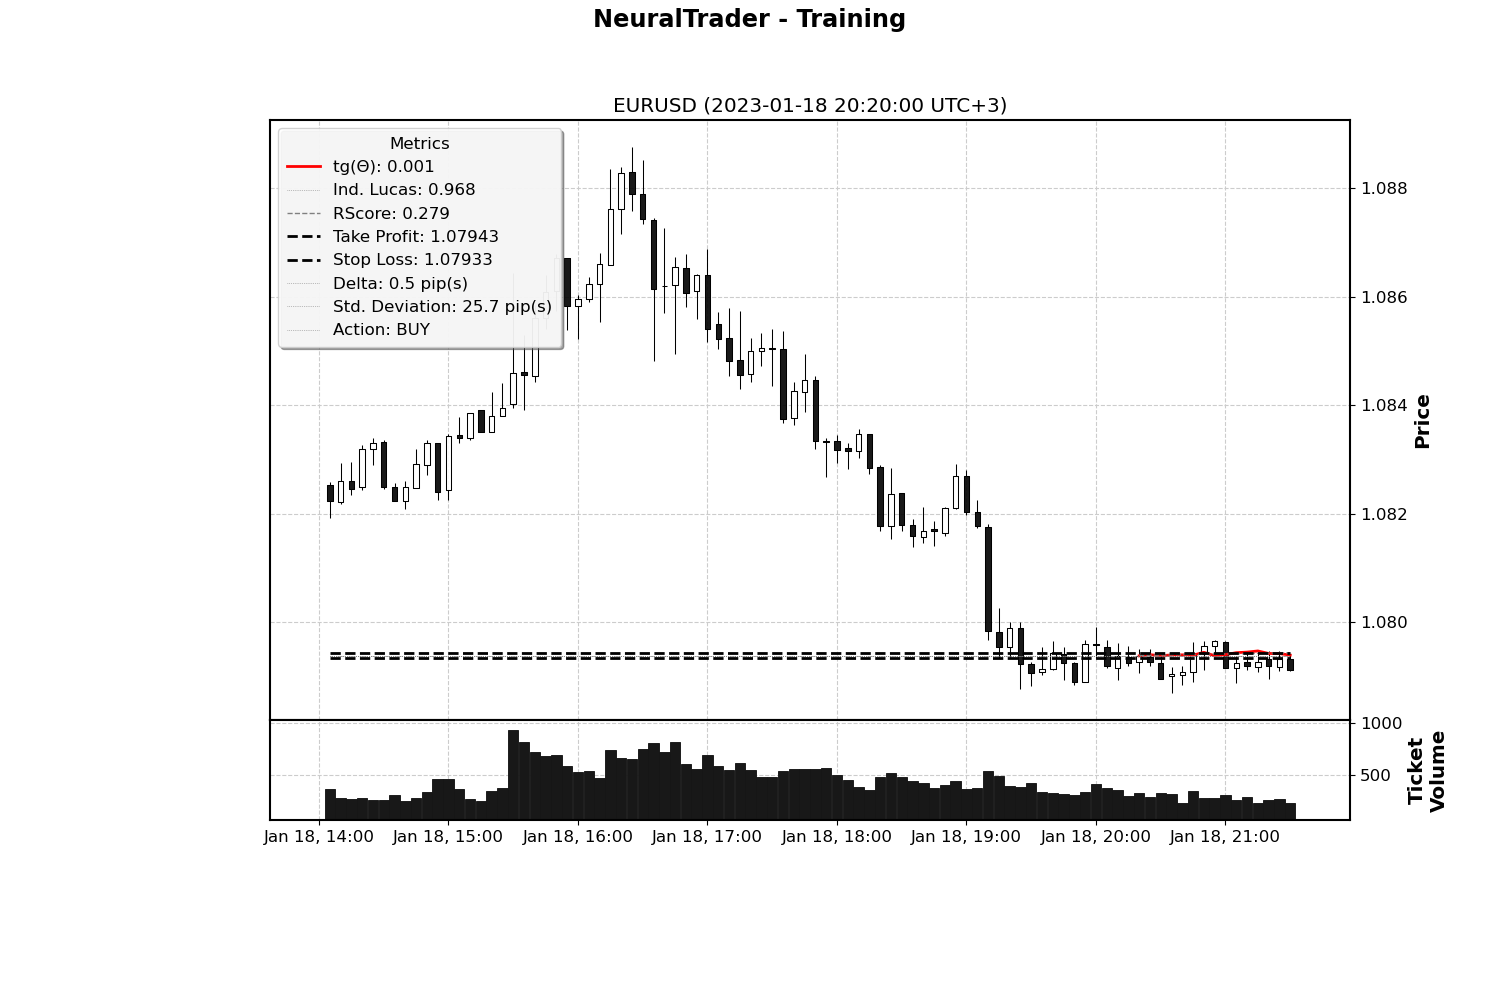 NeuralTrader - Training
EURUSD (2023-01-18 20:20:00 UTC+3)
Metrics
tg(Θ): 0.001
Ind. Lucas: 0.968
RScore: 0.279
Take Profit: 1.07943
Stop Loss: 1.07933
Delta: 0.5 pip(s)
Std. Deviation: 25.7 pip(s)
Action: BUY
1.088
1.086
1.084
1.082
1.080
Price
1000
500
Ticket
Volume
Jan 18, 14:00
Jan 18, 15:00
Jan 18, 16:00
Jan 18, 17:00
Jan 18, 18:00
Jan 18, 19:00
Jan 18, 20:00
Jan 18, 21:00